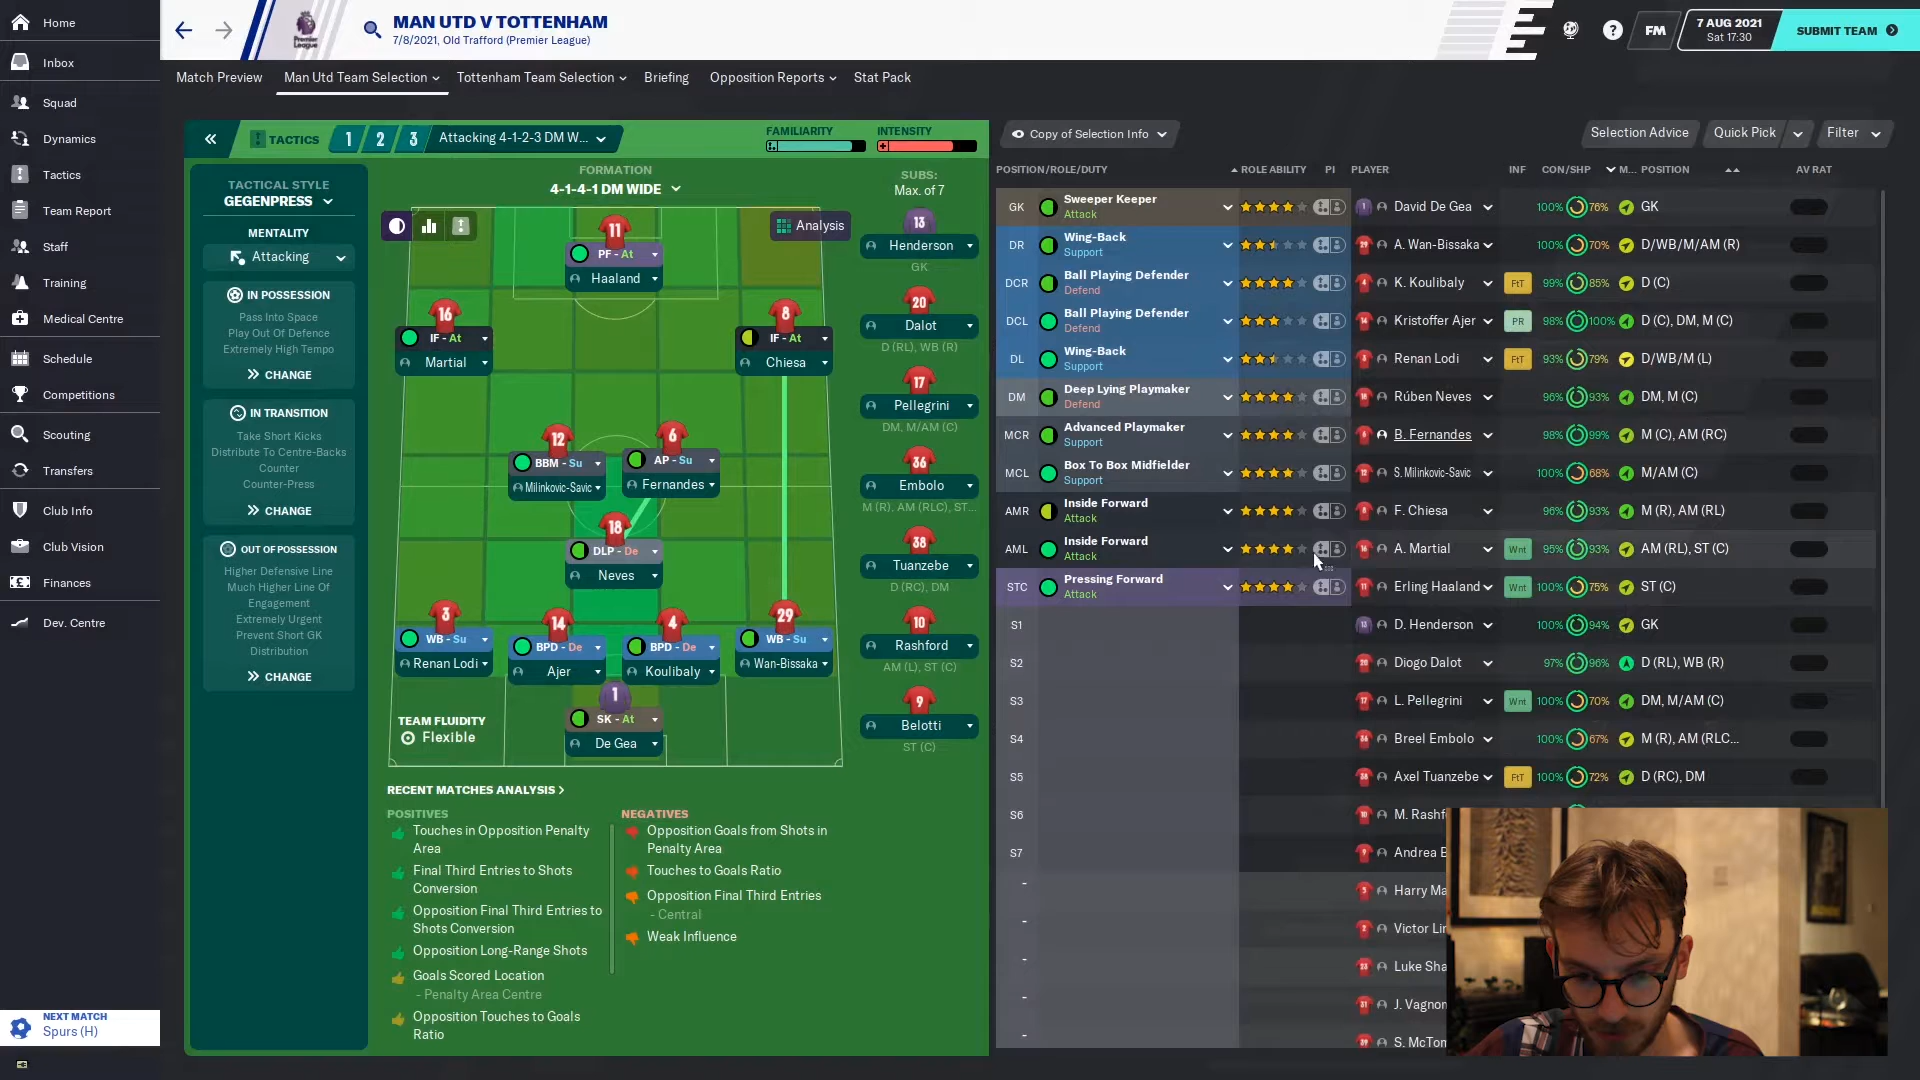 Home
Inbox
Squad
Dynamics
Tactics
Team Report
Staff
Training
Medical Centre
Schedule
Competitions
Scouting
Transfers
Club Info
Club Vision
Finances
Dev. Centre
NEXT MATCH
Spurs (H)
MAN UTD V TOTTENHAM
7/8/2021, Old Trafford (Premier League)
FM
7 AUG 2021
Sat 17:30
SUBMIT TEAM
Match Preview
Man Utd Team Selection
Tottenham Team Selection
Briefing
Opposition Reports
Stat Pack
TACTICS
1 2 3
Attacking 4-1-2-3 DM W...
FAMILIARITY
INTENSITY
TACTICAL STYLE
GEGENPRESS
MENTALITY
Attacking
IN POSSESSION
Pass Into Space
Play Out Of Defence
Extremely High Tempo
CHANGE
IN TRANSITION
Take Short Kicks
Distribute To Centre-Backs
Counter
Counter-Press
CHANGE
OUT OF POSSESSION
Higher Defensive Line
Much Higher Line Of
Engagement
Extremely Urgent
Prevent Short GK
Distribution
CHANGE
FORMATION
4-1-4-1 DM WIDE
Analysis
11
PF - At
Haaland
16
IF - At
Martial
8
IF - At
Chiesa
12
BBM - Su
Milinkovic-Savic
6
AP - Su
Fernandes
18
DLP - De
Neves
3
WB - Su
Renan Lodi
14
BPD - De
Ajer
4
BPD - De
Koulibaly
29
WB - Su
Wan-Bissaka
1
SK - At
De Gea
TEAM FLUIDITY
Flexible
SUBS:
Max. of 7
13
Henderson
GK
20
Dalot
D (RL), WB (R)
17
Pellegrini
DM, M/AM (C)
36
Embolo
M (R), AM (RLC), ST...
38
Tuanzebe
D (RC), DM
10
Rashford
AM (L), ST (C)
9
Belotti
ST (C)
RECENT MATCHES ANALYSIS
POSITIVES
Touches in Opposition Penalty
Area
Final Third Entries to Shots
Conversion
Opposition Final Third Entries to
Shots Conversion
Opposition Long-Range Shots
Goals Scored Location
- Penalty Area Centre
Opposition Touches to Goals
Ratio
NEGATIVES
Opposition Goals from Shots in
Penalty Area
Touches to Goals Ratio
Opposition Final Third Entries
- Central
Weak Influence
Copy of Selection Info
Selection Advice
Quick Pick
Filter
POSITION/ROLE/DUTY ROLE ABILITY PI PLAYER INF CON/SHP M... POSITION AV RAT
GK Sweeper Keeper Attack David De Gea 100% 76% GK
DR Wing-Back Support A. Wan-Bissaka 100% 70% D/WB/M/AM (R)
DCR Ball Playing Defender Defend K. Koulibaly FtT 99% 85% D (C)
DCL Ball Playing Defender Defend Kristoffer Ajer PR 98% 100% D (C), DM, M (C)
DL Wing-Back Support Renan Lodi FtT 93% 79% D/WB/M (L)
DM Deep Lying Playmaker Defend Rúben Neves 96% 93% DM, M (C)
MCR Advanced Playmaker Support B. Fernandes 98% 99% M (C), AM (RC)
MCL Box To Box Midfielder Support S. Milinkovic-Savic 100% 68% M/AM (C)
AMR Inside Forward Attack F. Chiesa 96% 93% M (R), AM (RL)
AML Inside Forward Attack A. Martial Wnt 95% 93% AM (RL), ST (C)
STC Pressing Forward Attack Erling Haaland Wnt 100% 75% ST (C)
S1 D. Henderson 100% 94% GK
S2 Diogo Dalot 97% 96% D (RL), WB (R)
S3 L. Pellegrini Wnt 100% 70% DM, M/AM (C)
S4 Breel Embolo 100% 67% M (R), AM (RLC...
S5 Axel Tuanzebe FtT 100% 72% D (RC), DM
S6 M. Rashf
S7 Andrea B
- Harry Ma
- Victor Lin
- Luke Sha
- J. Vagnon
- S. McTon